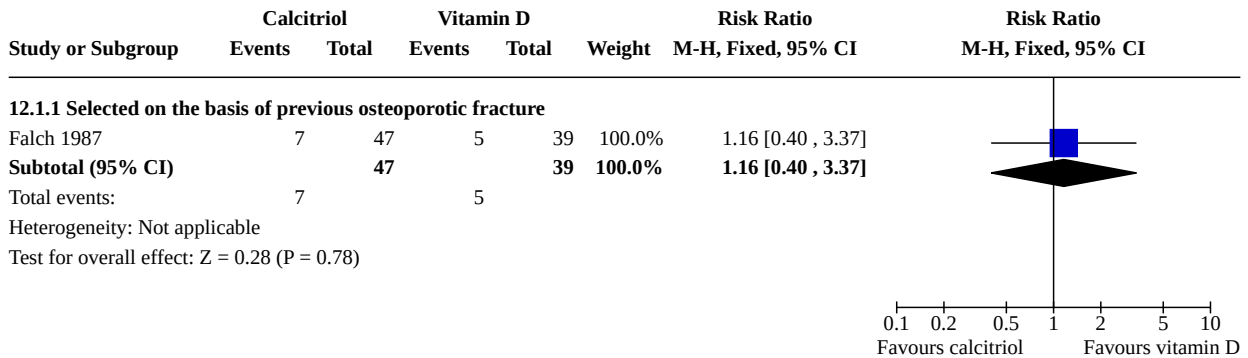 Calcitriol Vitamin D Risk Ratio Risk Ratio
Study or Subgroup Events Total Events Total Weight M-H, Fixed, 95% CI M-H, Fixed, 95% CI
12.1.1 Selected on the basis of previous osteoporotic fracture
Falch 1987 7 47 5 39 100.0% 1.16 [0.40 , 3.37]
Subtotal (95% CI) 47 39 100.0% 1.16 [0.40 , 3.37]
Total events: 7 5
Heterogeneity: Not applicable
Test for overall effect: Z = 0.28 (P = 0.78)
0.1 0.2 0.5 1 2 5 10
Favours calcitriol Favours vitamin D